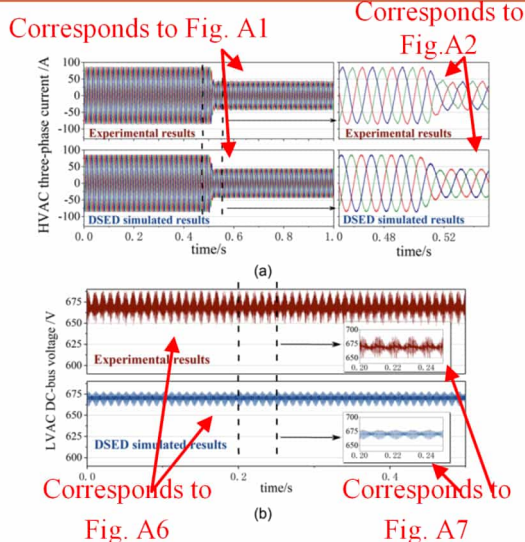 Corresponds to Fig. A1
Corresponds to
Fig.A2
HVAC three-phase current /A
100
50
0
-50
-100
Experimental results
Experimental results
100
50
0
-50
-100
DSED simulated results
DSED simulated results
0.0 0.2 0.4 0.6 0.8 1.0
0.48 0.52
time/s
time/s
(a)
LVAC DC-bus voltage /V
675
650
625
600
Experimental results
700
675
650
0.20 0.22 0.24
675
650
625
600
DSED simulated results
700
675
650
0.20 0.22 0.24
0.0 0.2 0.4
time/s
Corresponds to
Fig. A6
(b)
Corresponds to
Fig. A7